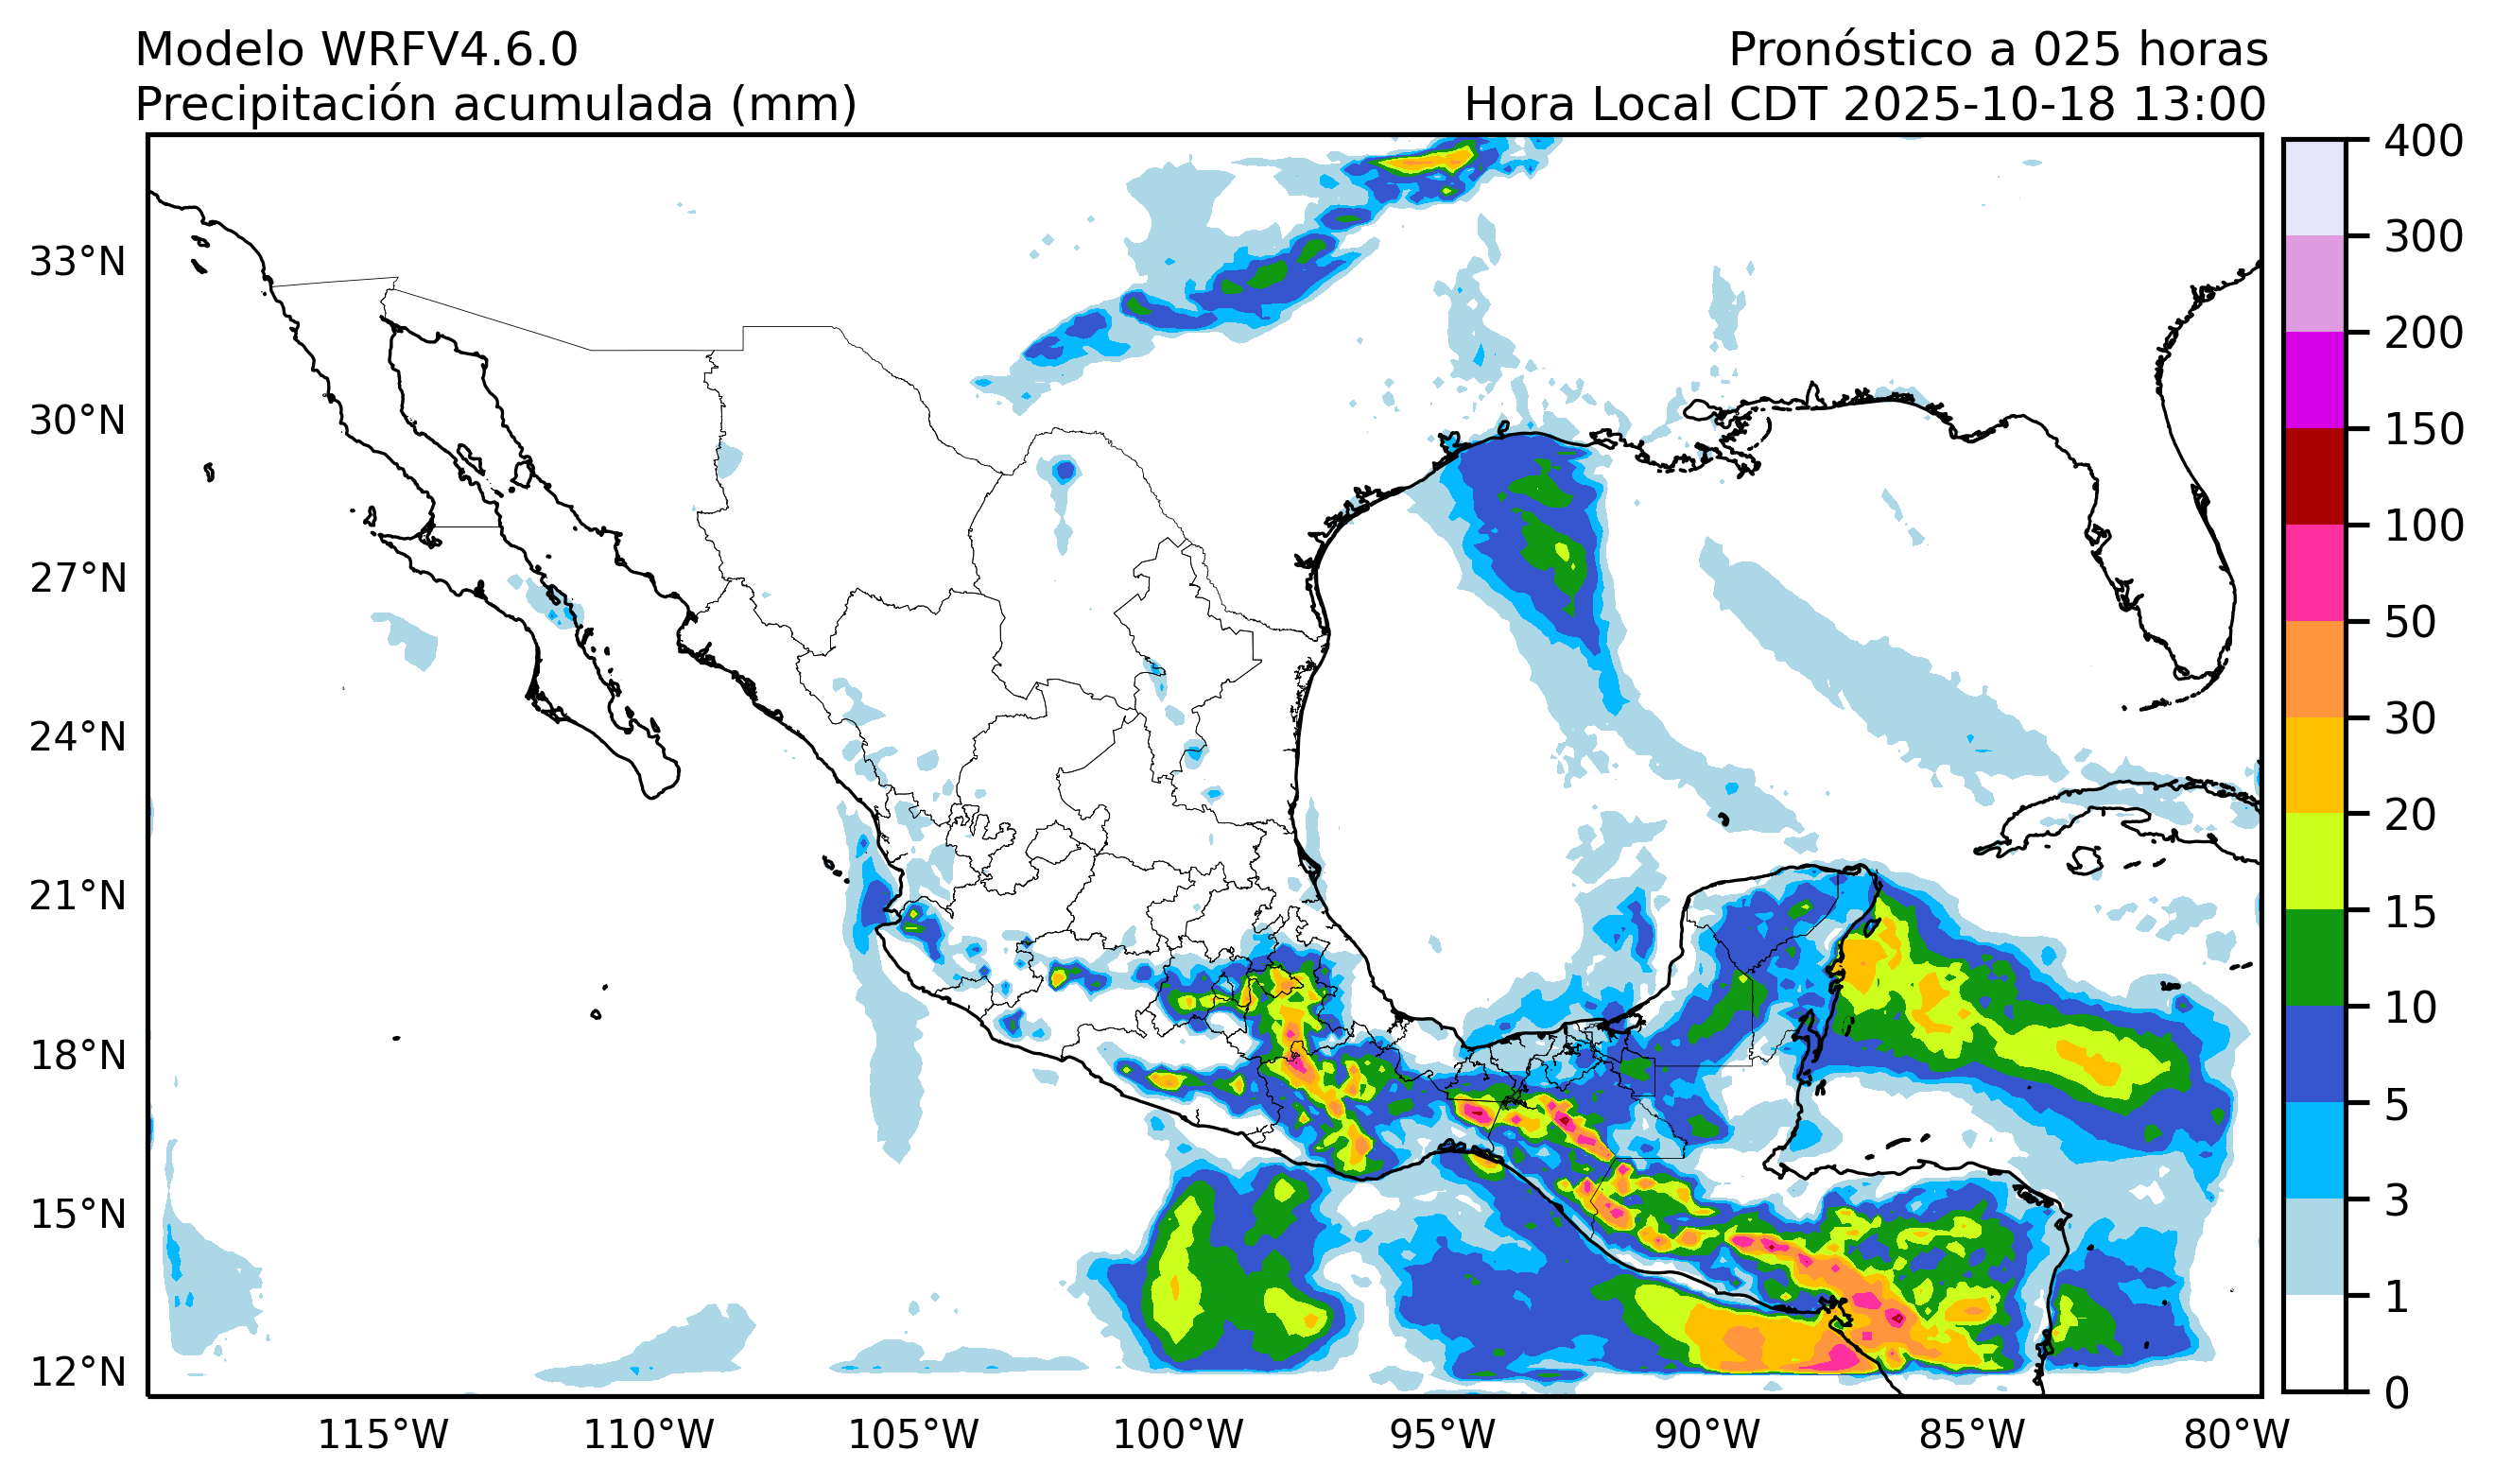 Modelo WRFV4.6.0
Pronóstico a 025 horas
Precipitación acumulada (mm)
Hora Local CDT 2025-10-18 13:00
33°N
30°N
27°N
24°N
21°N
18°N
15°N
12°N
115°W
110°W
105°W
100°W
95°W
90°W
85°W
80°W
400
300
200
150
100
50
30
20
15
10
5
3
1
0